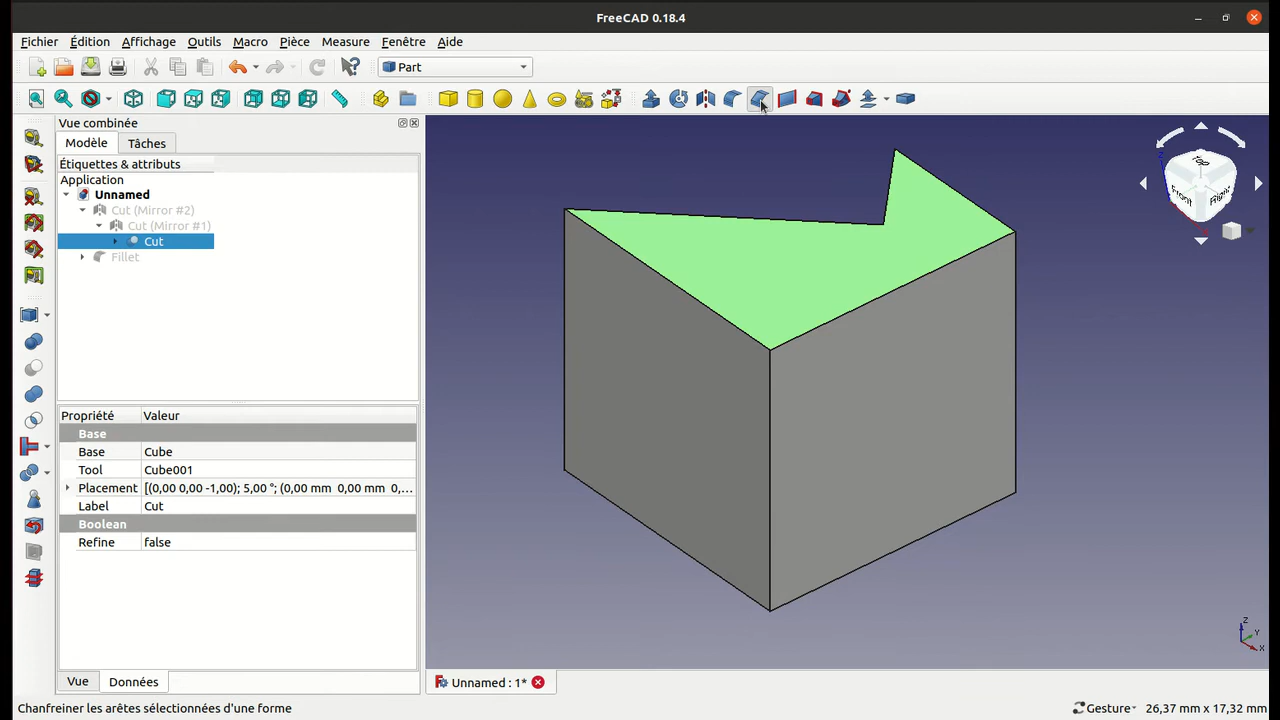 FreeCAD 0.18.4
Fichier Édition Affichage Outils Macro Pièce Measure Fenêtre Aide
Part
Vue combinée
Modèle Tâches
Étiquettes & attributs
Application
Unnamed
Cut (Mirror #2)
Cut (Mirror #1)
Cut
Fillet
Propriété Valeur
Base
Base Cube
Tool Cube001
Placement [(0,00 0,00 -1,00); 5,00 °; (0,00 mm 0,00 mm 0,...
Label Cut
Boolean
Refine false
Vue Données
Top
Front Right
Z
Y
X
Unnamed : 1*
Chanfreiner les arêtes sélectionnées d'une forme
Gesture 26,37 mm x 17,32 mm